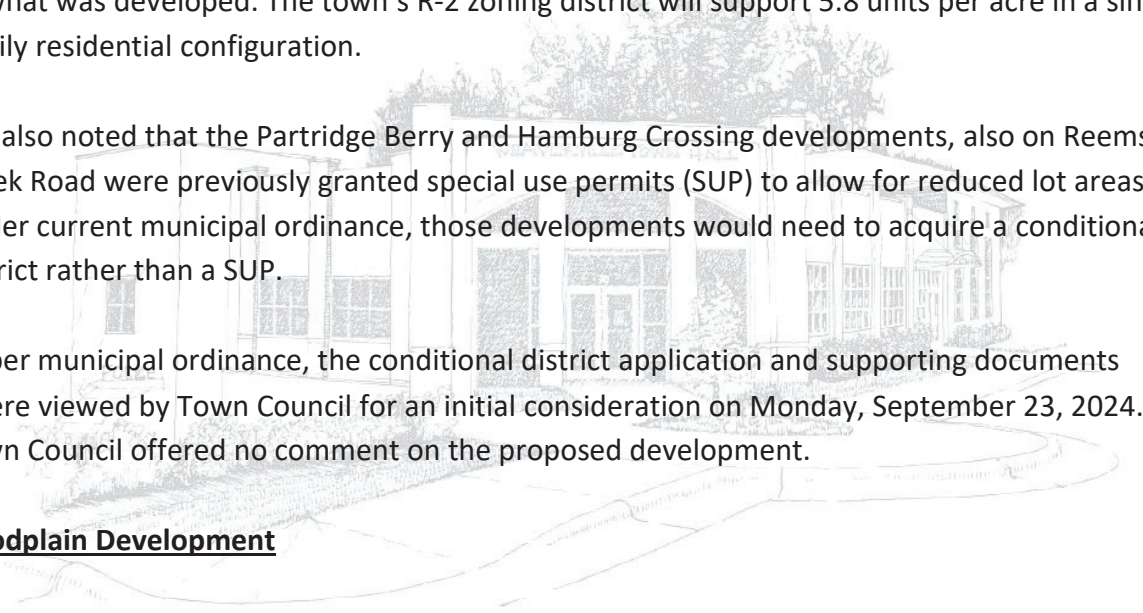 what was developed. The town's R-2 zoning district will support 5.8 units per acre in a sin
ily residential configuration.
also noted that the Partridge Berry and Hamburg Crossing developments, also on Reems
ek Road were previously granted special use permits (SUP) to allow for reduced lot areas
der current municipal ordinance, those developments would need to acquire a conditiona
rict rather than a SUP.
per municipal ordinance, the conditional district application and supporting documents
ere viewed by Town Council for an initial consideration on Monday, September 23, 2024.
vn Council offered no comment on the proposed development.
odplain Development